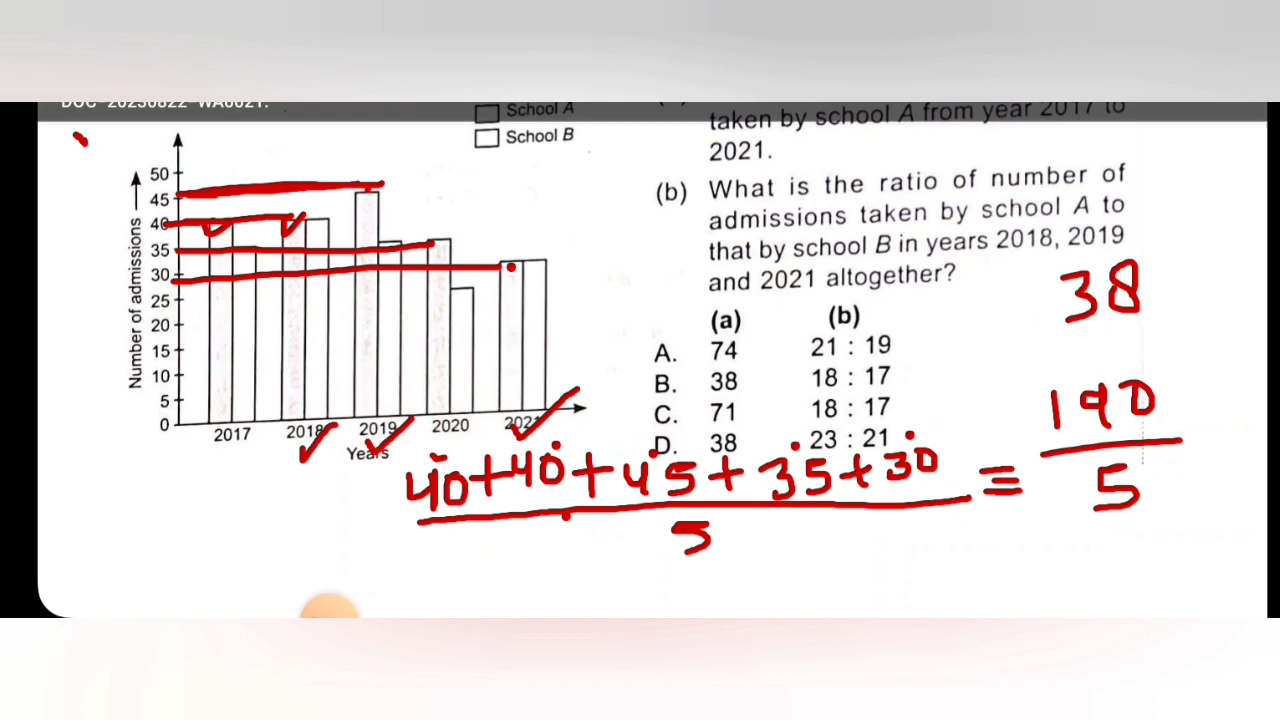 DOC-20230822-WA0021.
School A
School B
Number of admissions
50
45
40
35
30
25
20
15
10
5
0
2017
2018
2019
2020
2021
Years
taken by school A from year 2017 to
2021.
(b) What is the ratio of number of
admissions taken by school A to
that by school B in years 2018, 2019
and 2021 altogether?
(a) (b)
A. 74 21 : 19
B. 38 18 : 17
C. 71 18 : 17
D. 38 23 : 21
38
40+40+45+35+30 = 190
5 5